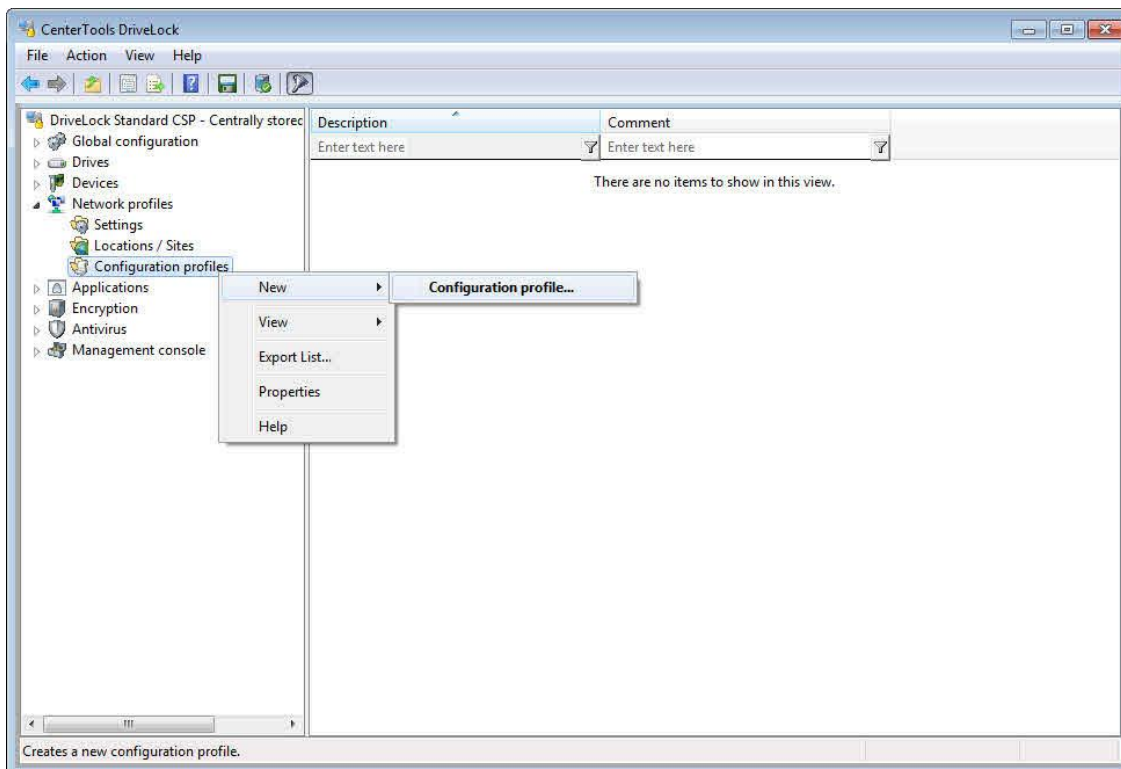 CenterTools DriveLock
File Action View Help
DriveLock Standard CSP - Centrally stored
Description Comment
Global configuration
Enter text here Enter text here
Drives
Devices
There are no items to show in this view.
Network profiles
Settings
Locations / Sites
Configuration profiles
Applications
New Configuration profile...
Encryption
View
Antivirus
Management console
Export List...
Properties
Help
Creates a new configuration profile.